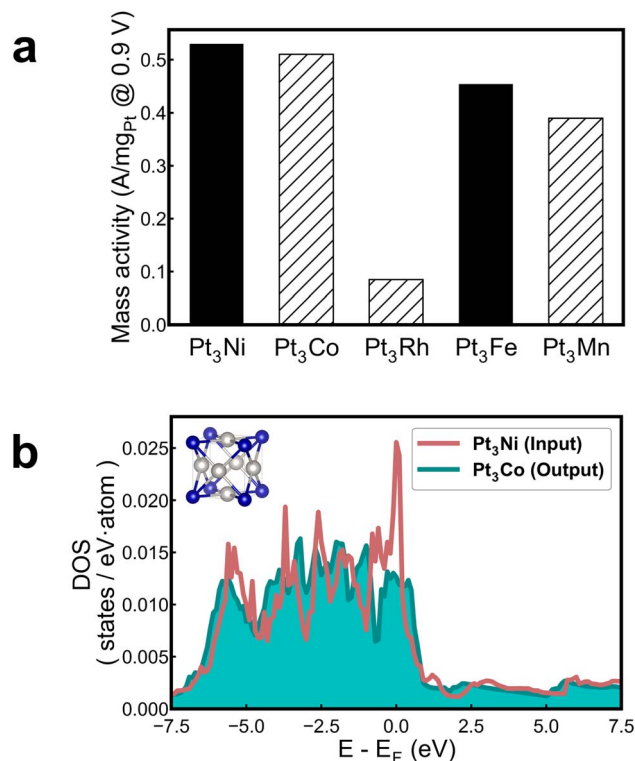 a
Mass activity (A/mg_Pt @ 0.9 V)
0.5
0.4
0.3
0.2
0.1
0.0
Pt₃Ni Pt₃Co Pt₃Rh Pt₃Fe Pt₃Mn
b
DOS
( states / eV·atom )
0.025
0.020
0.015
0.010
0.005
0.000
Pt₃Ni (Input)
Pt₃Co (Output)
−7.5 −5.0 −2.5 0.0 2.5 5.0 7.5
E - E_F (eV)